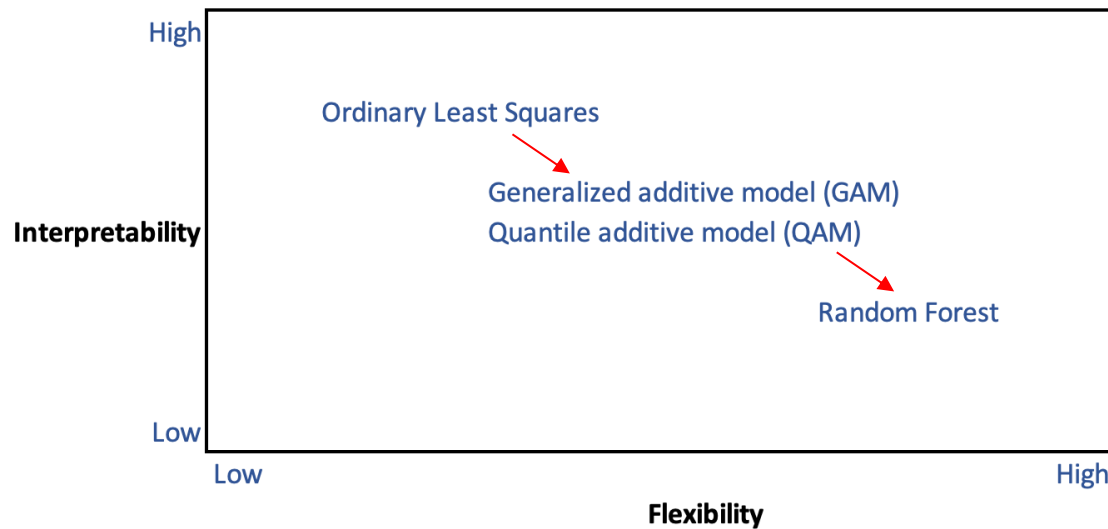 High
Ordinary Least Squares
Generalized additive model (GAM)
Interpretability
Quantile additive model (QAM)
Random Forest
Low
Low
High
Flexibility